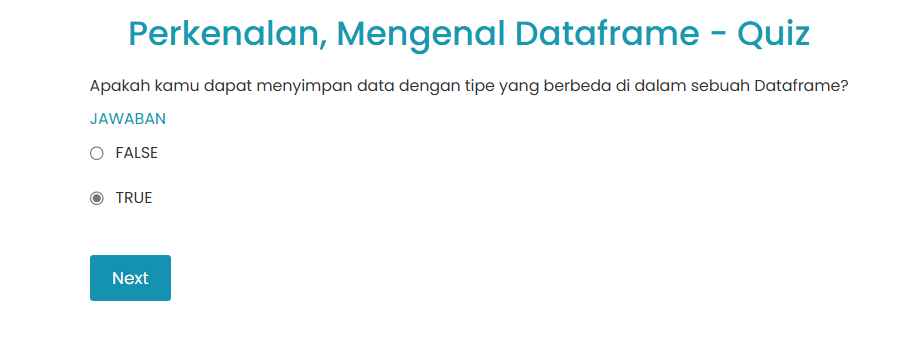 Perkenalan, Mengenal Dataframe - Quiz
Apakah kamu dapat menyimpan data dengan tipe yang berbeda di dalam sebuah Dataframe?
JAWABAN
FALSE
TRUE
Next